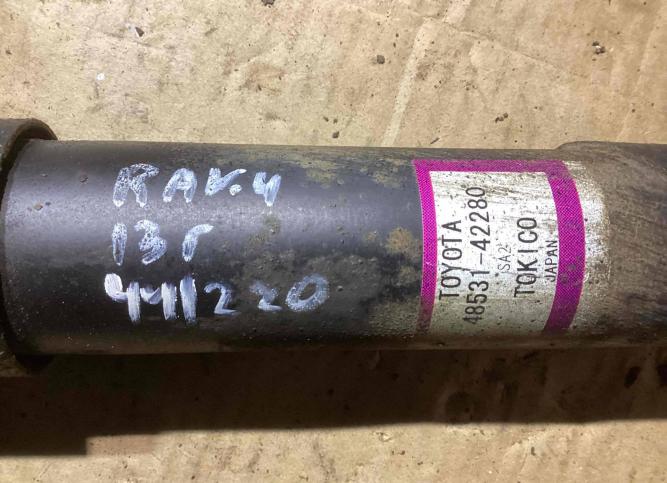 RAV.4
13г
441220
TOYOTA
48531-42280
SA2
TOKICO
JAPAN